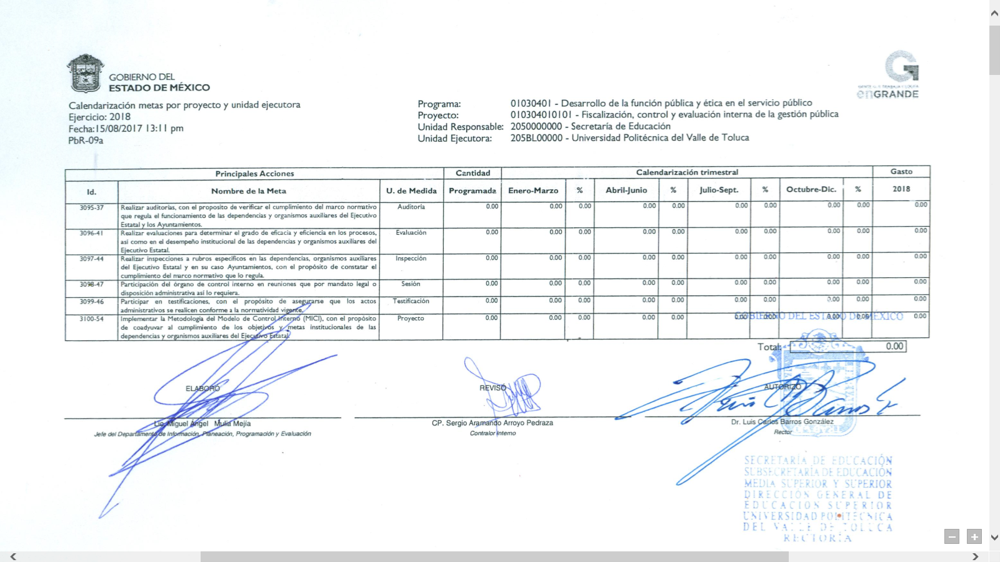 GOBIERNO DEL
ESTADO DE MÉXICO
GENTE QUE TRABAJA Y LOGRA
enGRANDE
Calendarización metas por proyecto y unidad ejecutora
Ejercicio: 2018
Fecha:15/08/2017 13:11 pm
PbR-09a
Programa: 01030401 - Desarrollo de la función pública y ética en el servicio público
Proyecto: 010304010101 - Fiscalización, control y evaluación interna de la gestión pública
Unidad Responsable: 2050000000 - Secretaría de Educación
Unidad Ejecutora: 205BL00000 - Universidad Politécnica del Valle de Toluca
Principales Acciones Cantidad Calendarización trimestral Gasto
Id. Nombre de la Meta U. de Medida Programada Enero-Marzo % Abril-Junio % Julio-Sept. % Octubre-Dic. % 2018
3095-37 Realizar auditorías, con el proposito de verificar el cumplimiento del marco normativo Auditoría 0.00 0.00 0.00 0.00 0.00 0.00 0.00 0.00 0.00 0.00
que regula el funcionamiento de las dependencias y organismos auxiliares del Ejecutivo
Estatal y los Ayuntamientos.
3096-41 Realizar evaluaciones para determinar el grado de eficacia y eficiencia en los procesos, Evaluación 0.00 0.00 0.00 0.00 0.00 0.00 0.00 0.00 0.00 0.00
así como en el desempeño institucional de las dependencias y organismos auxiliares del
Ejecutivo Estatal.
3097-44 Realizar inspecciones a rubros específicos en las dependencias, organismos auxiliares Inspección 0.00 0.00 0.00 0.00 0.00 0.00 0.00 0.00 0.00 0.00
del Ejecutivo Estatal y en su caso Ayuntamientos, con el propósito de constatar el
cumplimiento del marco normativo que lo regula.
3098-47 Participación del órgano de control interno en reuniones que por mandato legal o Sesión 0.00 0.00 0.00 0.00 0.00 0.00 0.00 0.00 0.00 0.00
disposición administrativa así lo requiera.
3099-46 Participar en testificaciones, con el propósito de asegurarse que los actos Testificación 0.00 0.00 0.00 0.00 0.00 0.00 0.00 0.00 0.00 0.00
administrativos se realicen conforme a la normatividad vigente.
3100-54 Implementar la Metodología del Modelo de Control Interno (MICI), con el propósito Proyecto 0.00 0.00 0.00 0.00 0.00 0.00 0.00 0.00 0.00 0.00
de coadyuvar al cumplimiento de los objetivos y metas institucionales de las
dependencias y organismos auxiliares del Ejecutivo Estatal.
GOBIERNO DEL ESTADO DE MÉXICO
Total: 0.00
ELABORÓ REVISÓ AUTORIZÓ
Lic. Miguel Angel Mulia Mejía CP. Sergio Aramando Arroyo Pedraza Dr. Luis Carlos Barros González
Jefe del Departamento de Información, Planeación, Programación y Evaluación Contralor Interno Rector
SECRETARÍA DE EDUCACIÓN
SUBSECRETARÍA DE EDUCACIÓN
MEDIA SUPERIOR Y SUPERIOR
DIRECCIÓN GENERAL DE
EDUCACIÓN SUPERIOR
UNIVERSIDAD POLITÉCNICA
DEL VALLE DE TOLUCA
RECTORÍA